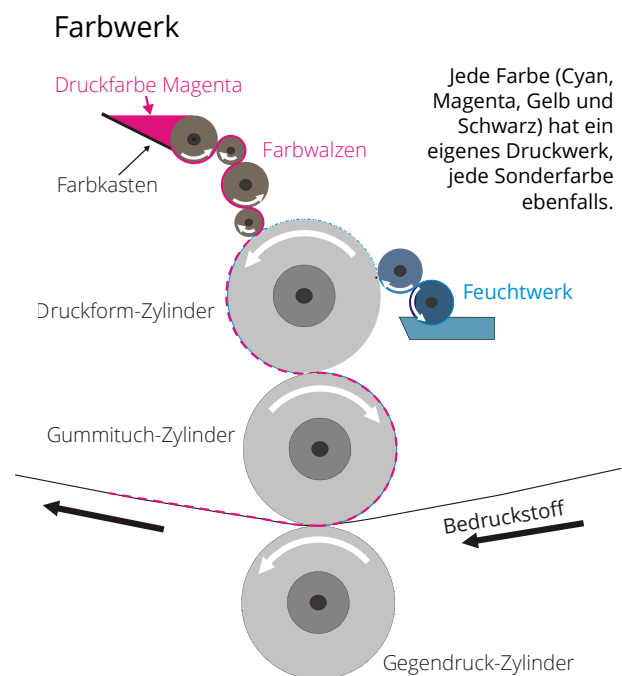 Farbwerk
Druckfarbe Magenta
Jede Farbe (Cyan,
Magenta, Gelb und
Schwarz) hat ein
eigenes Druckwerk,
jede Sonderfarbe
ebenfalls.
Farbwalzen
Farbkasten
Feuchtwerk
Druckform-Zylinder
Gummituch-Zylinder
Bedruckstoff
Gegendruck-Zylinder